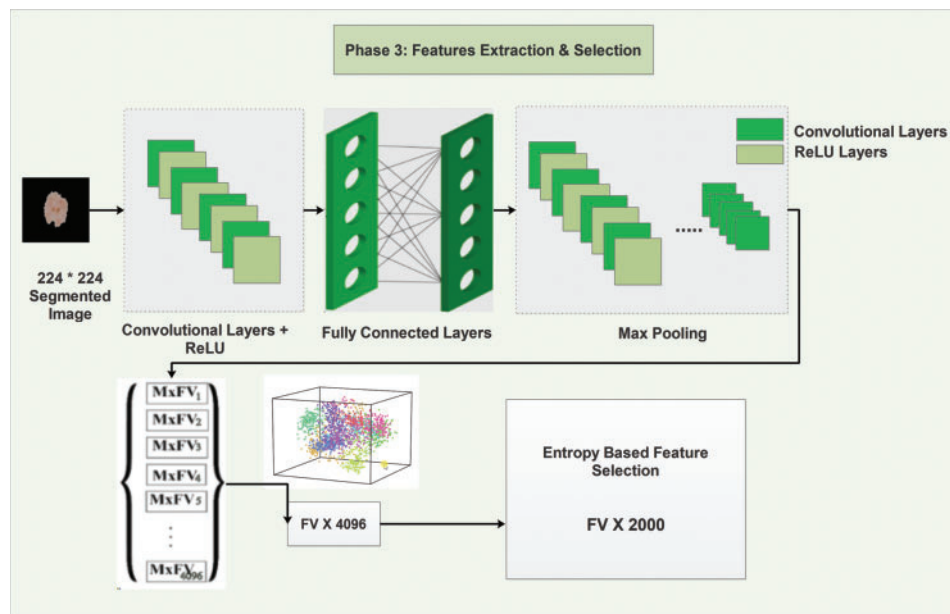 Phase 3: Features Extraction & Selection
Convolutional Layers
ReLU Layers
224 * 224
Segmented
Image
Convolutional Layers +
ReLU
Fully Connected Layers
Max Pooling
MxFV1
MxFV2
MxFV3
MxFV4
MxFV5
MxFV4096
FV X 4096
Entropy Based Feature
Selection
FV X 2000